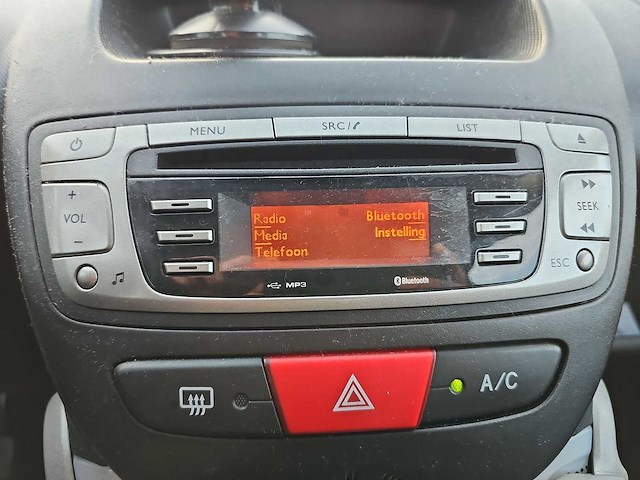 MENU SRC/ LIST
+
VOL
−
SEEK
ESC
Radio Bluetooth
Media Instelling
Telefoon
MP3 Bluetooth
A/C